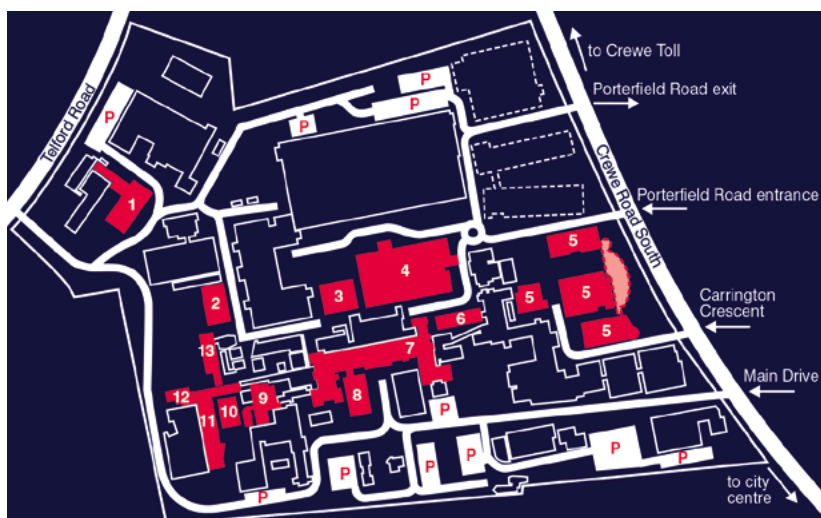 to Crewe Toll
P
Porterfield Road exit
P
P
P
Telford Road
Crewe Road South
1
Porterfield Road entrance
5
4
5
5
2
3
Carrington
Crescent
6
5
13
7
Main Drive
12
9
8
10
P
11
P
P
P
P
P
P
to city
centre